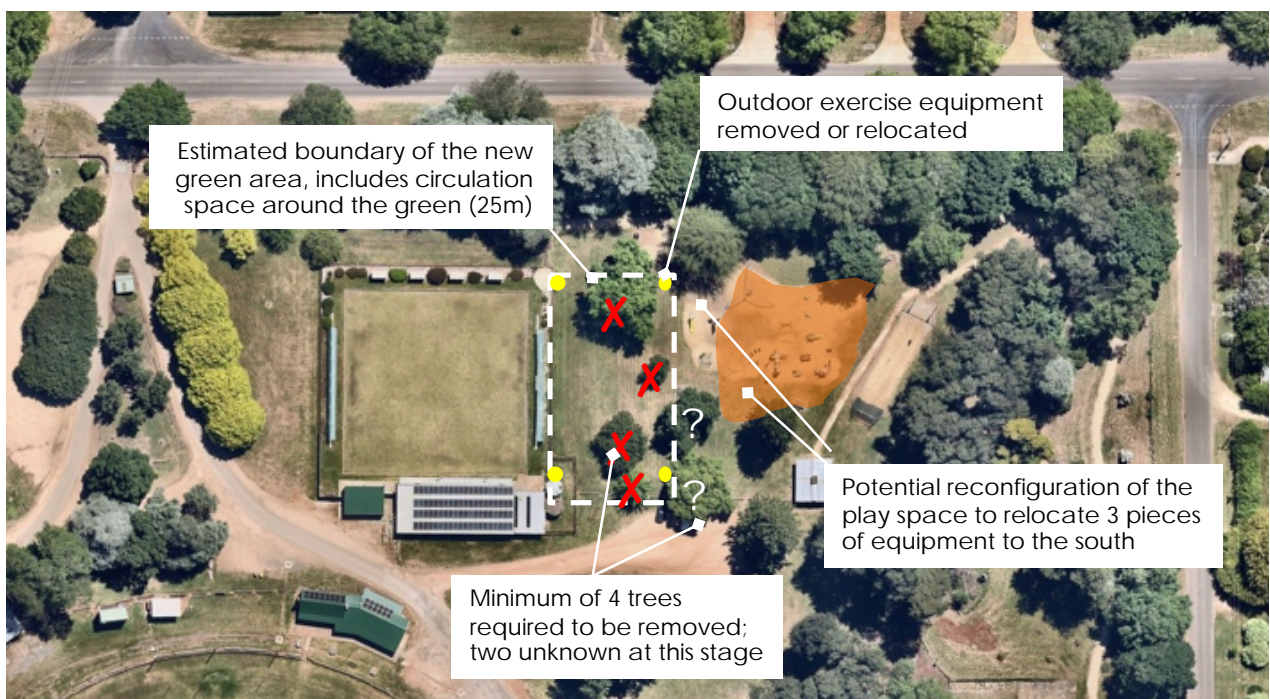 Outdoor exercise equipment
removed or relocated
Estimated boundary of the new
green area, includes circulation
space around the green (25m)
?
?
Potential reconfiguration of the
play space to relocate 3 pieces
of equipment to the south
Minimum of 4 trees
required to be removed;
two unknown at this stage